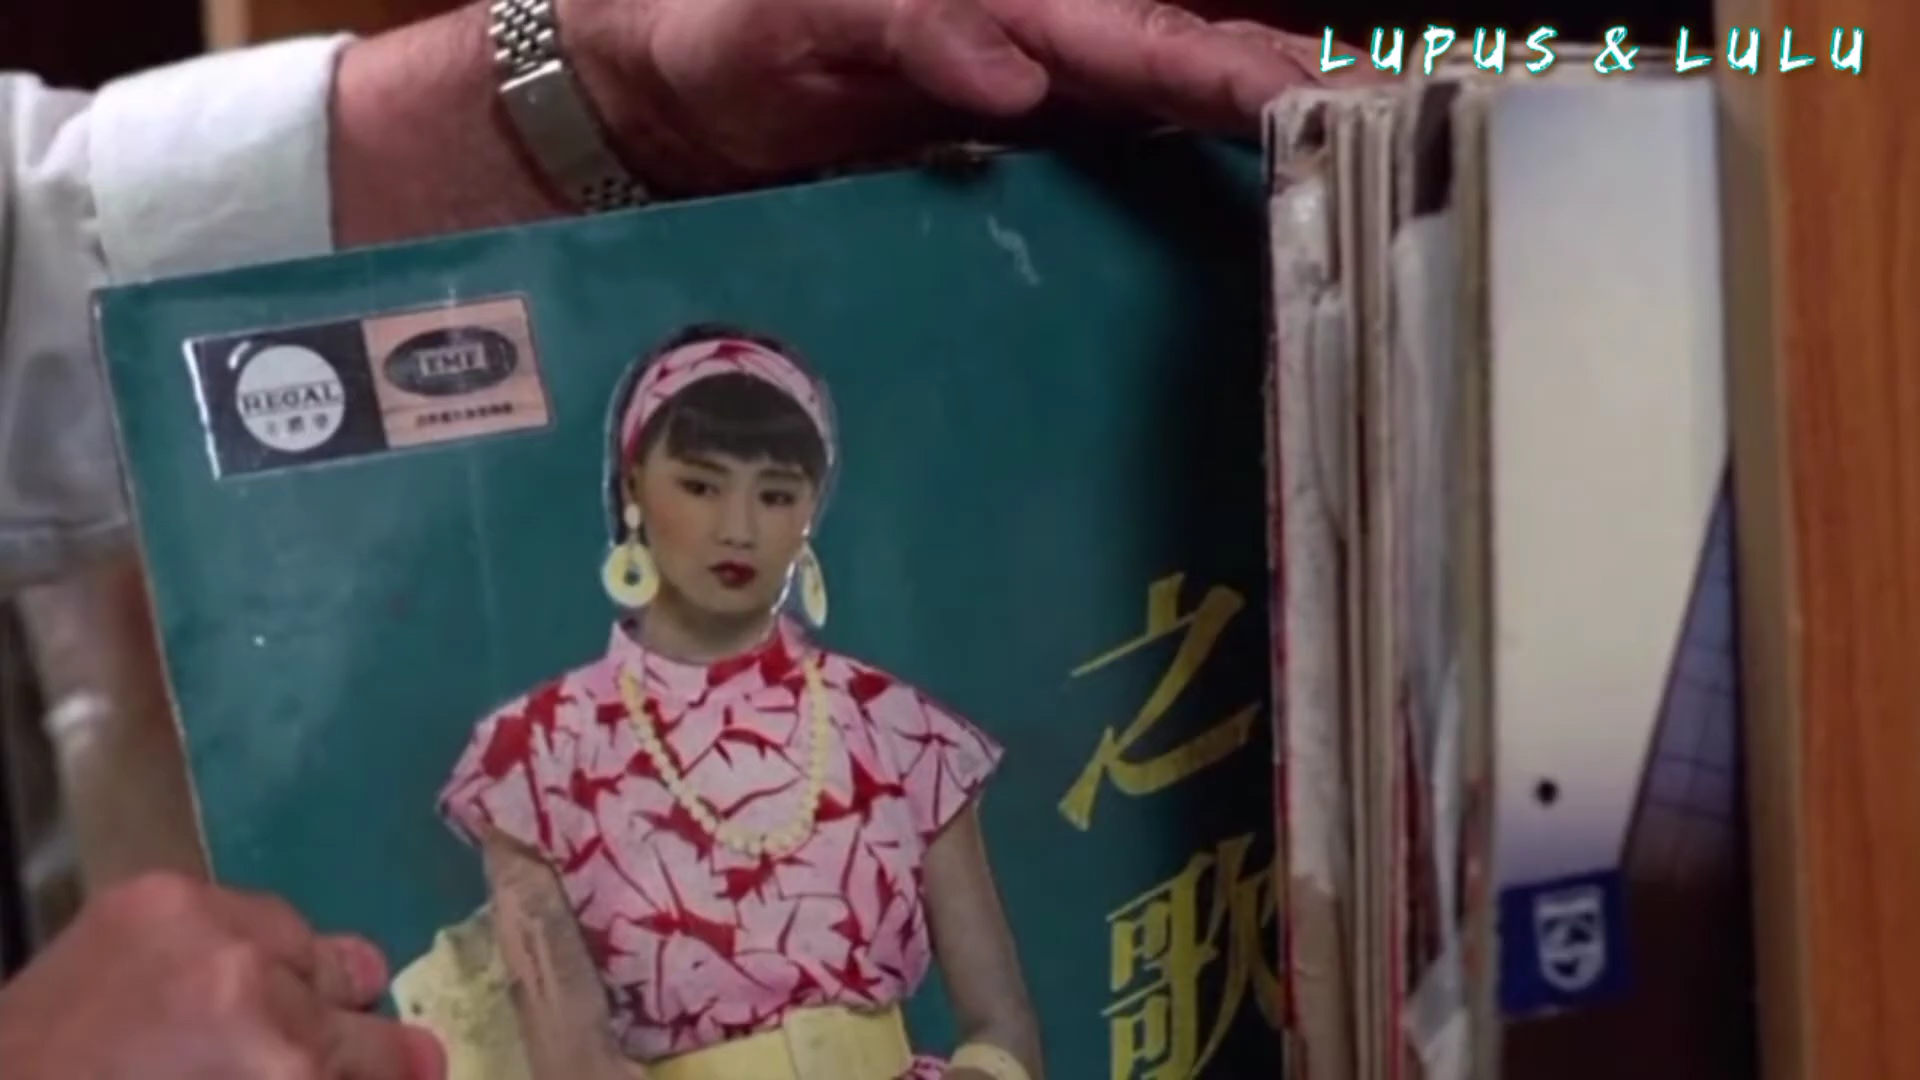 LUPUS & LULU
REGAL
EMI
之
歌